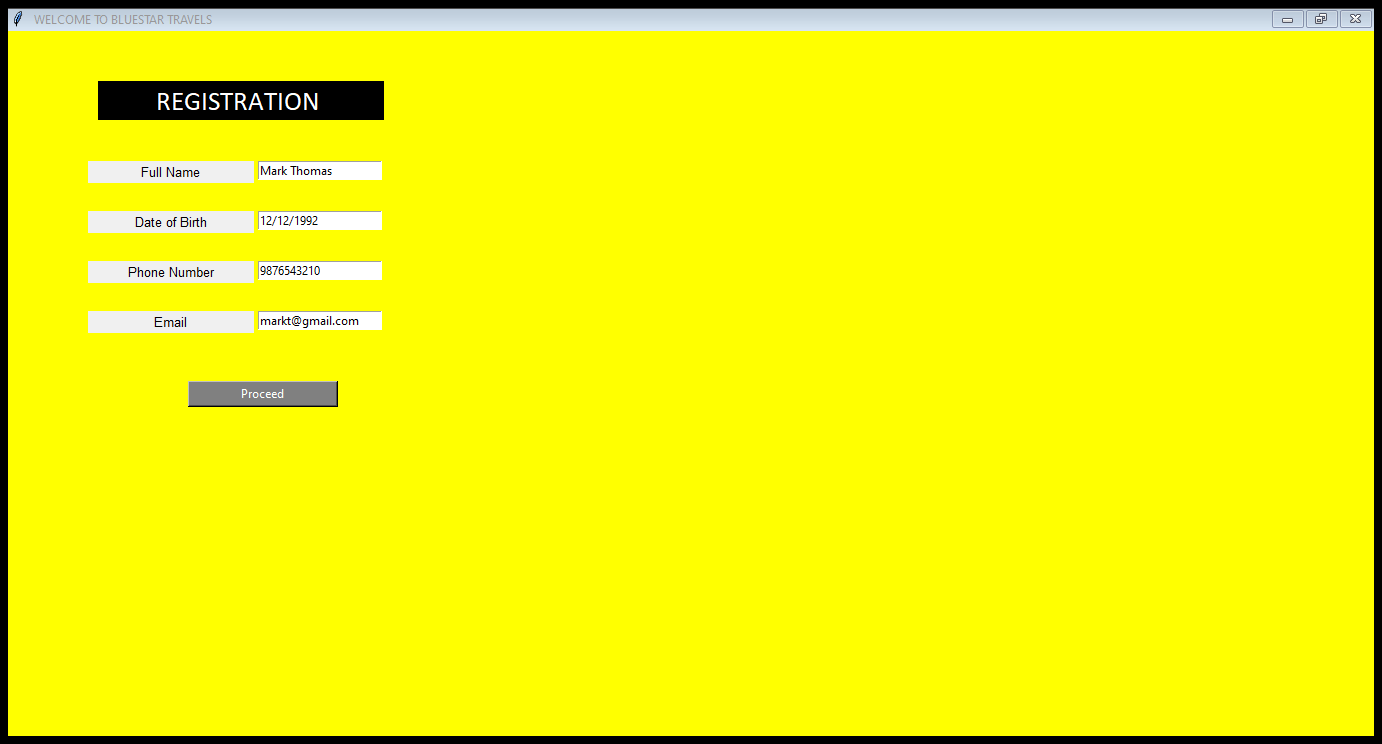 WELCOME TO BLUESTAR TRAVELS
REGISTRATION
Full Name Mark Thomas
Date of Birth 12/12/1992
Phone Number 9876543210
Email markt@gmail.com
Proceed